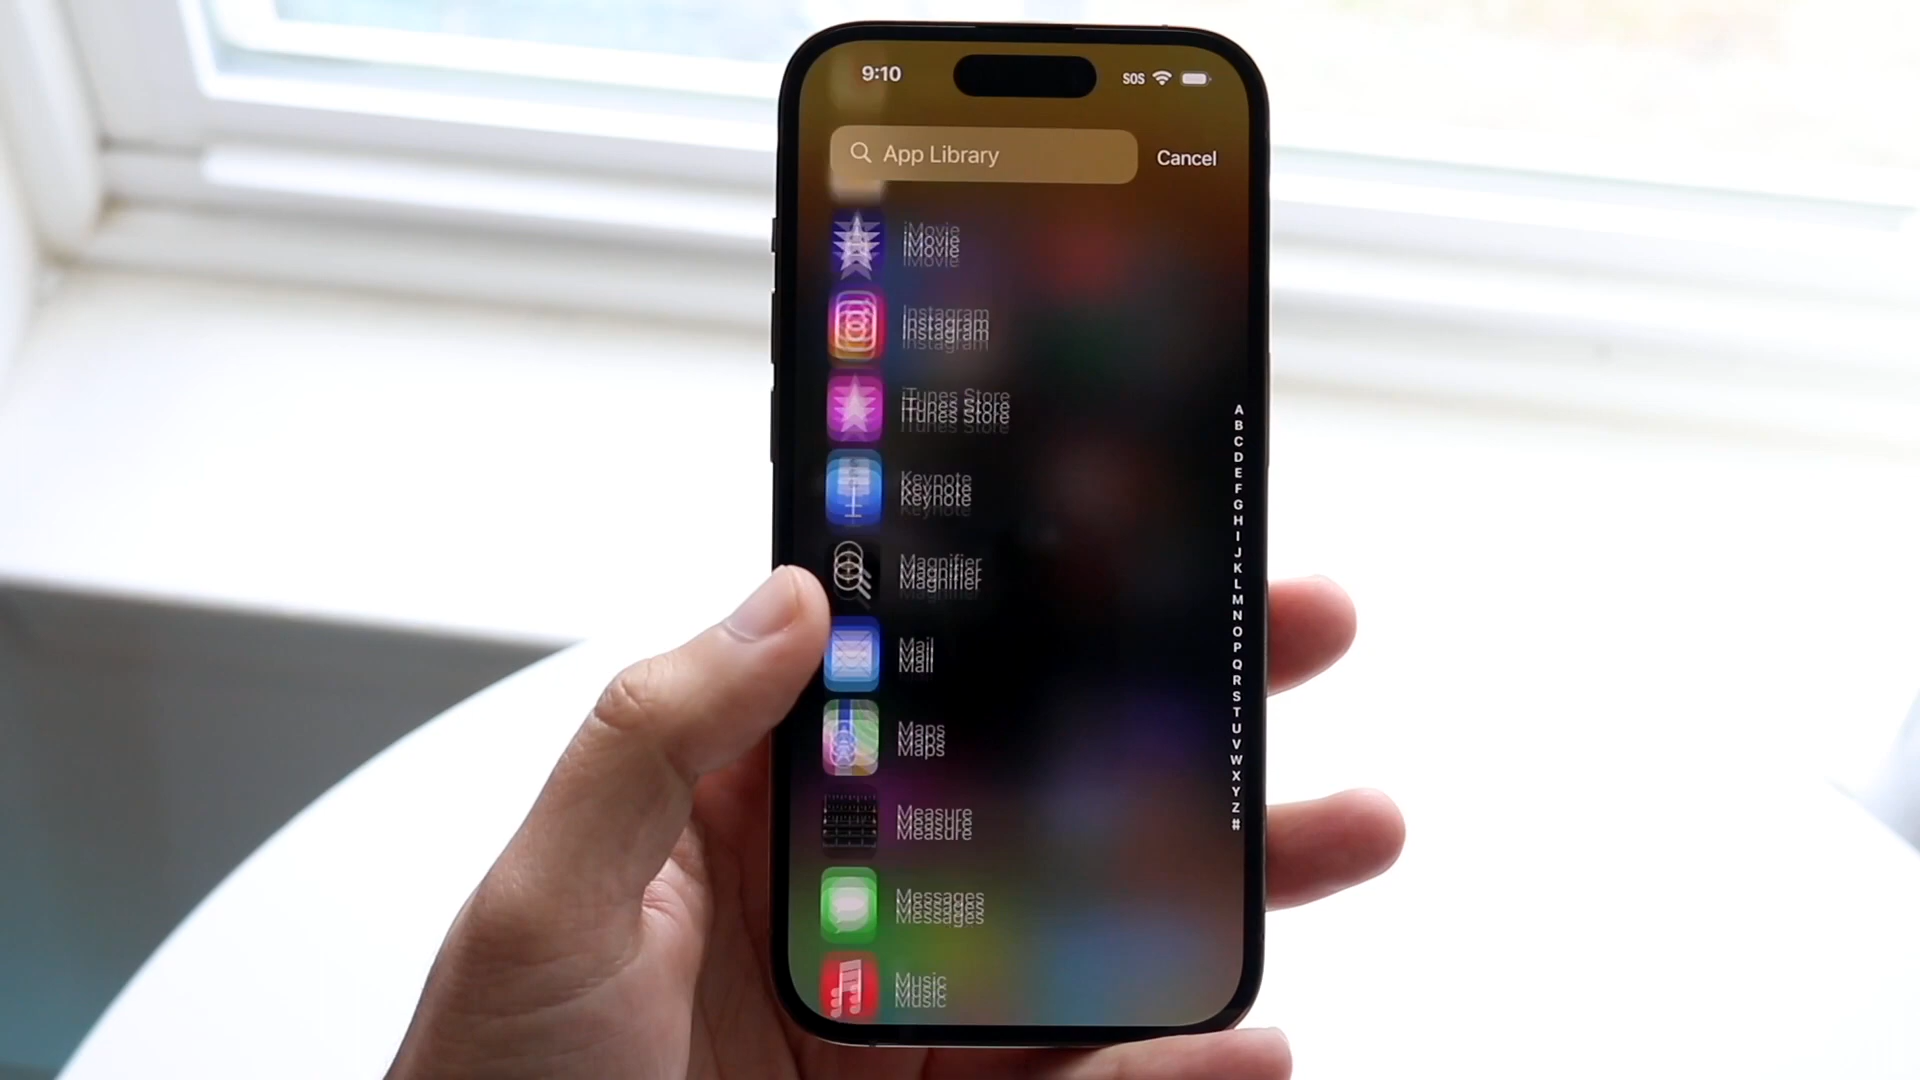 9:10 SOS
App Library Cancel
iMovie
Instagram
iTunes Store
Keynote
Magnifier
Mail
Maps
Measure
Messages
Music
A
B
C
D
E
F
G
H
I
J
K
L
M
N
O
P
Q
R
S
T
U
V
W
X
Y
Z
#